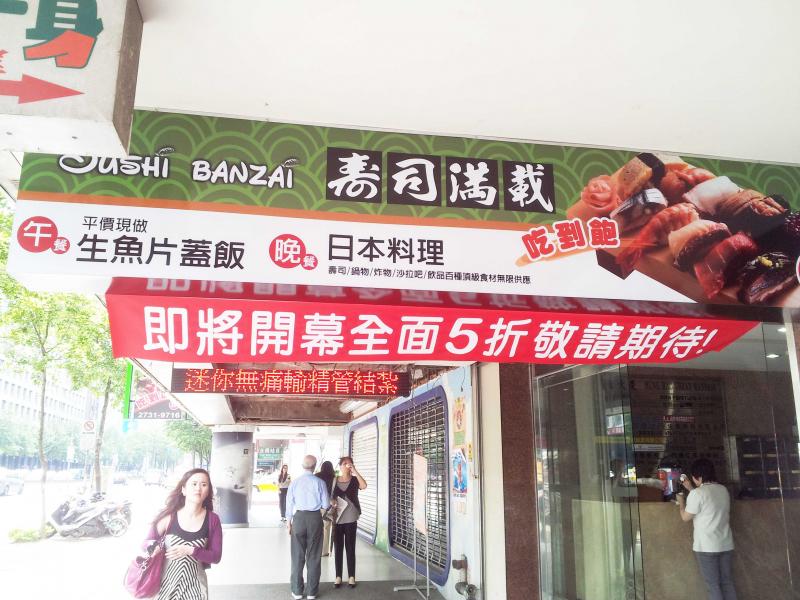 SUSHI BANZAI 壽司滿載
午餐 平價現做
生魚片蓋飯
晚餐 日本料理
壽司/鍋物/炸物/沙拉吧/飲品百種頂級食材無限供應
吃到飽
即將開幕全面5折敬請期待!
迷你無痛輸精管結紮
2731-9716